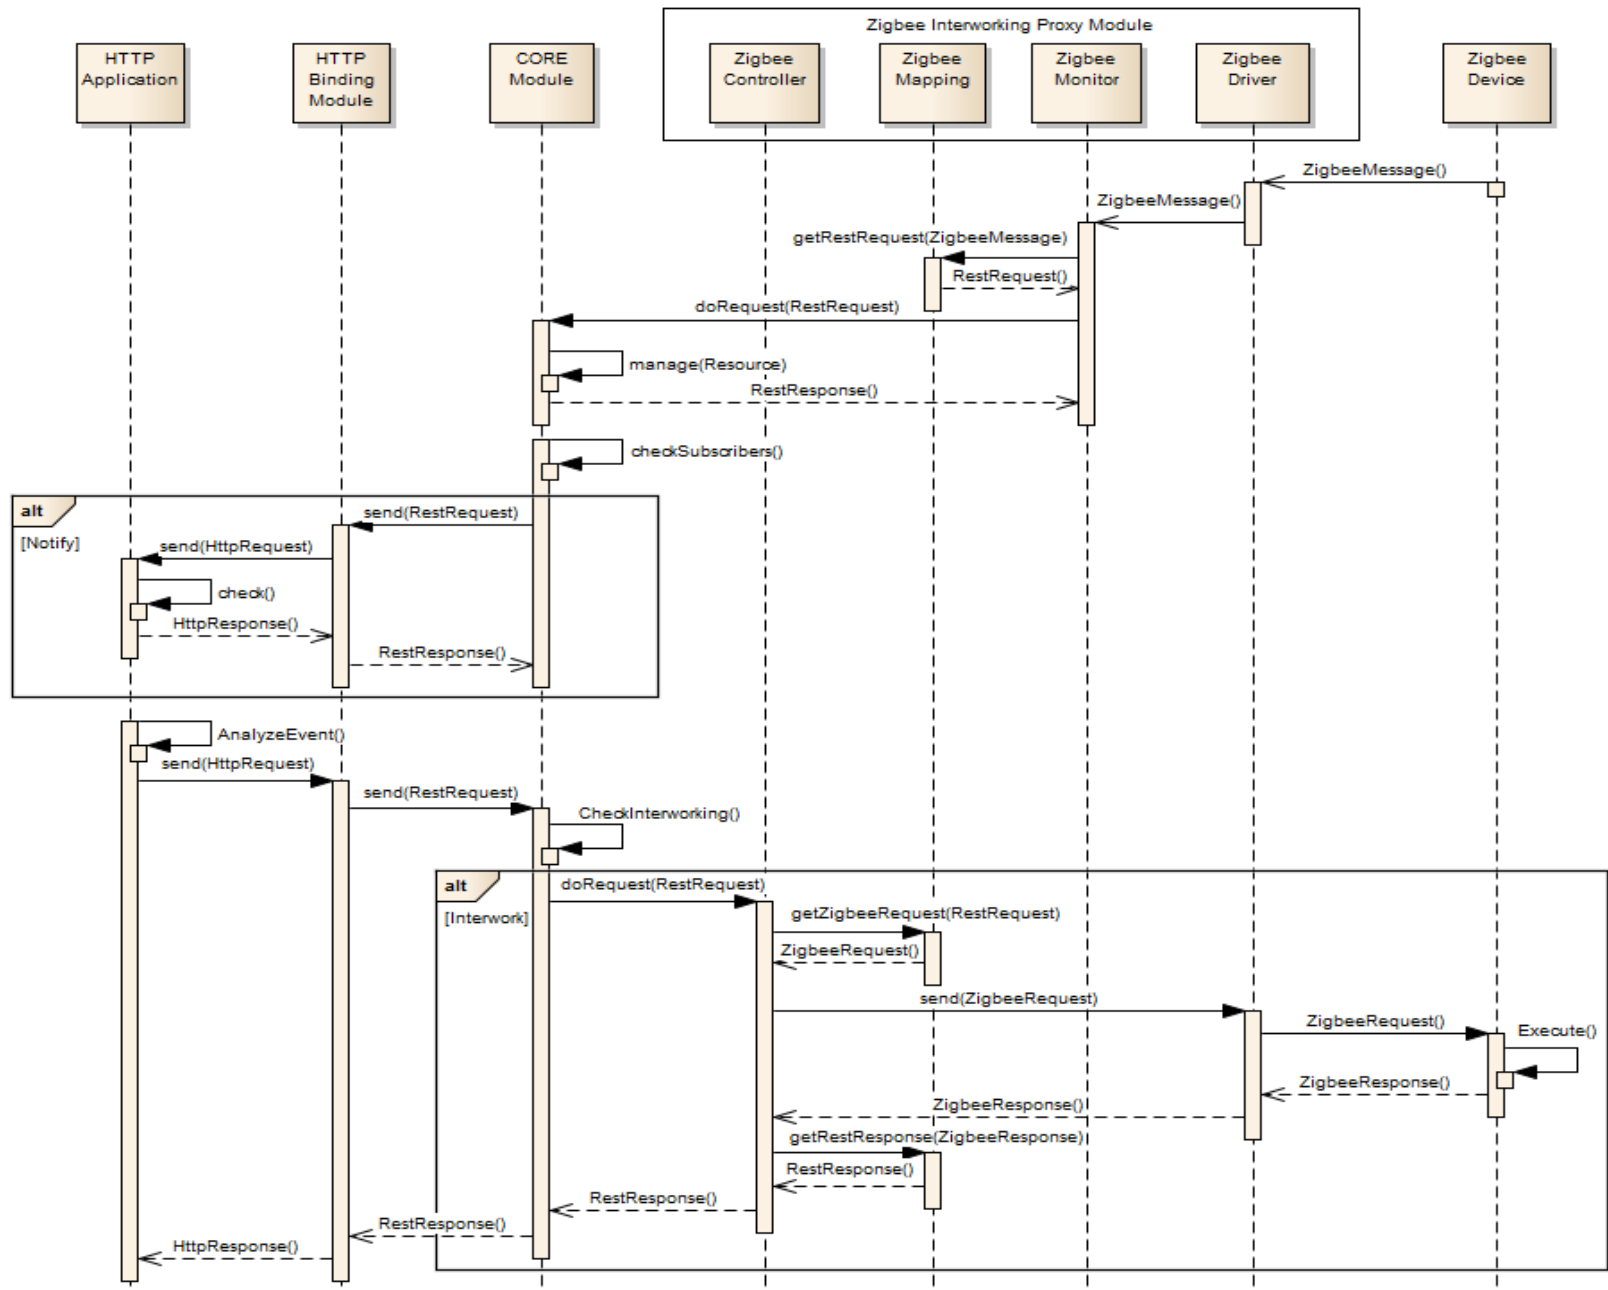 Zigbee Interworking Proxy Module
HTTP
Application
HTTP
Binding
Module
CORE
Module
Zigbee
Controller
Zigbee
Mapping
Zigbee
Monitor
Zigbee
Driver
Zigbee
Device
ZigbeeMessage()
ZigbeeMessage()
getRestRequest(ZigbeeMessage)
RestRequest()
doRequest(RestRequest)
manage(Resource)
RestResponse()
checkSubscribers()
alt
[Notify]
send(RestRequest)
send(HttpRequest)
check()
HttpResponse()
RestResponse()
AnalyzeEvent()
send(HttpRequest)
send(RestRequest)
CheckInterworking()
alt
[Interwork]
doRequest(RestRequest)
getZigbeeRequest(RestRequest)
ZigbeeRequest()
send(ZigbeeRequest)
ZigbeeRequest()
Execute()
ZigbeeResponse()
ZigbeeResponse()
getRestResponse(ZigbeeResponse)
RestResponse()
RestResponse()
RestResponse()
HttpResponse()